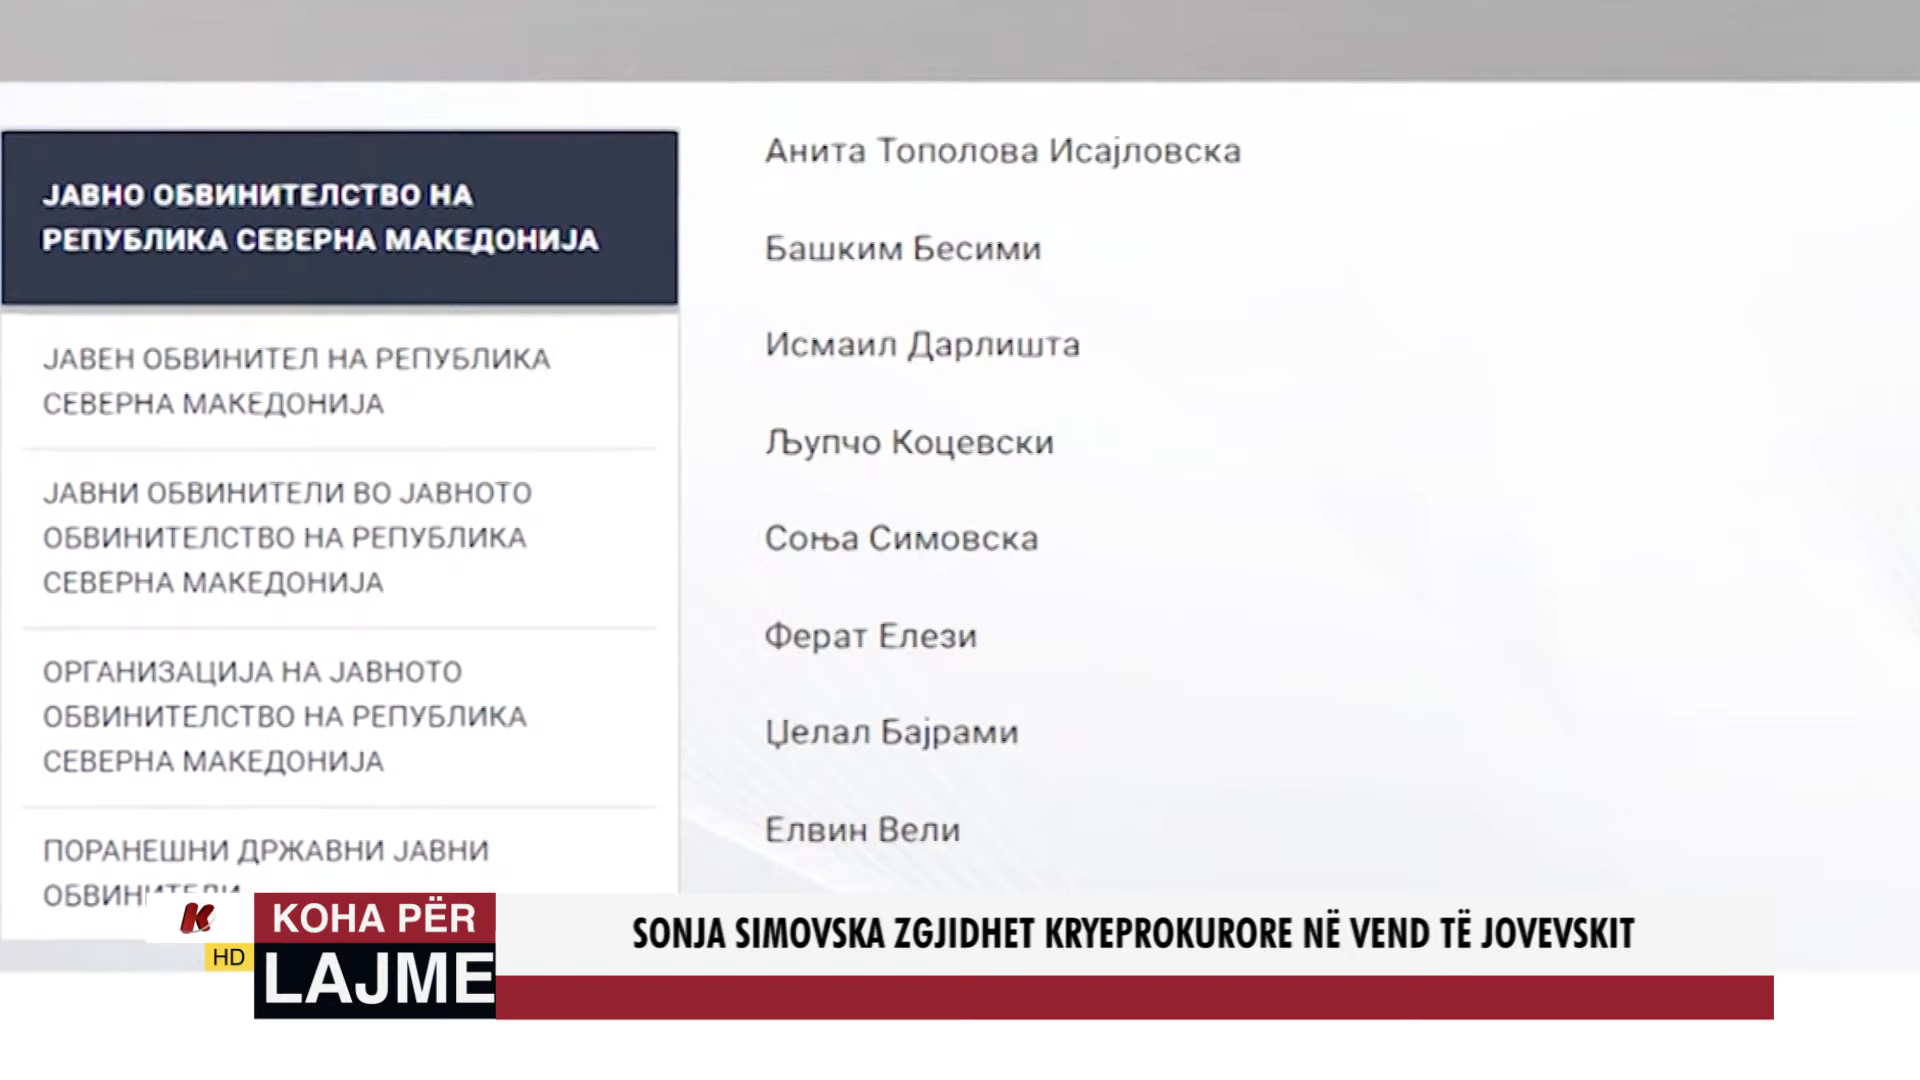 ЈАВНО ОБВИНИТЕЛСТВО НА
РЕПУБЛИКА СЕВЕРНА МАКЕДОНИЈА
ЈАВЕН ОБВИНИТЕЛ НА РЕПУБЛИКА
СЕВЕРНА МАКЕДОНИЈА
ЈАВНИ ОБВИНИТЕЛИ ВО ЈАВНОТО
ОБВИНИТЕЛСТВО НА РЕПУБЛИКА
СЕВЕРНА МАКЕДОНИЈА
ОРГАНИЗАЦИЈА НА ЈАВНОТО
ОБВИНИТЕЛСТВО НА РЕПУБЛИКА
СЕВЕРНА МАКЕДОНИЈА
ПОРАНЕШНИ ДРЖАВНИ ЈАВНИ
ОБВИНИТЕЛИ
Анита Тополова Исајловска
Башким Бесими
Исмаил Дарлишта
Љупчо Коцевски
Соња Симовска
Ферат Елези
Џелал Бајрами
Елвин Вели
K
HD
KOHA PËR
LAJME
SONJA SIMOVSKA ZGJIDHET KRYEPROKURORE NË VEND TË JOVEVSKIT